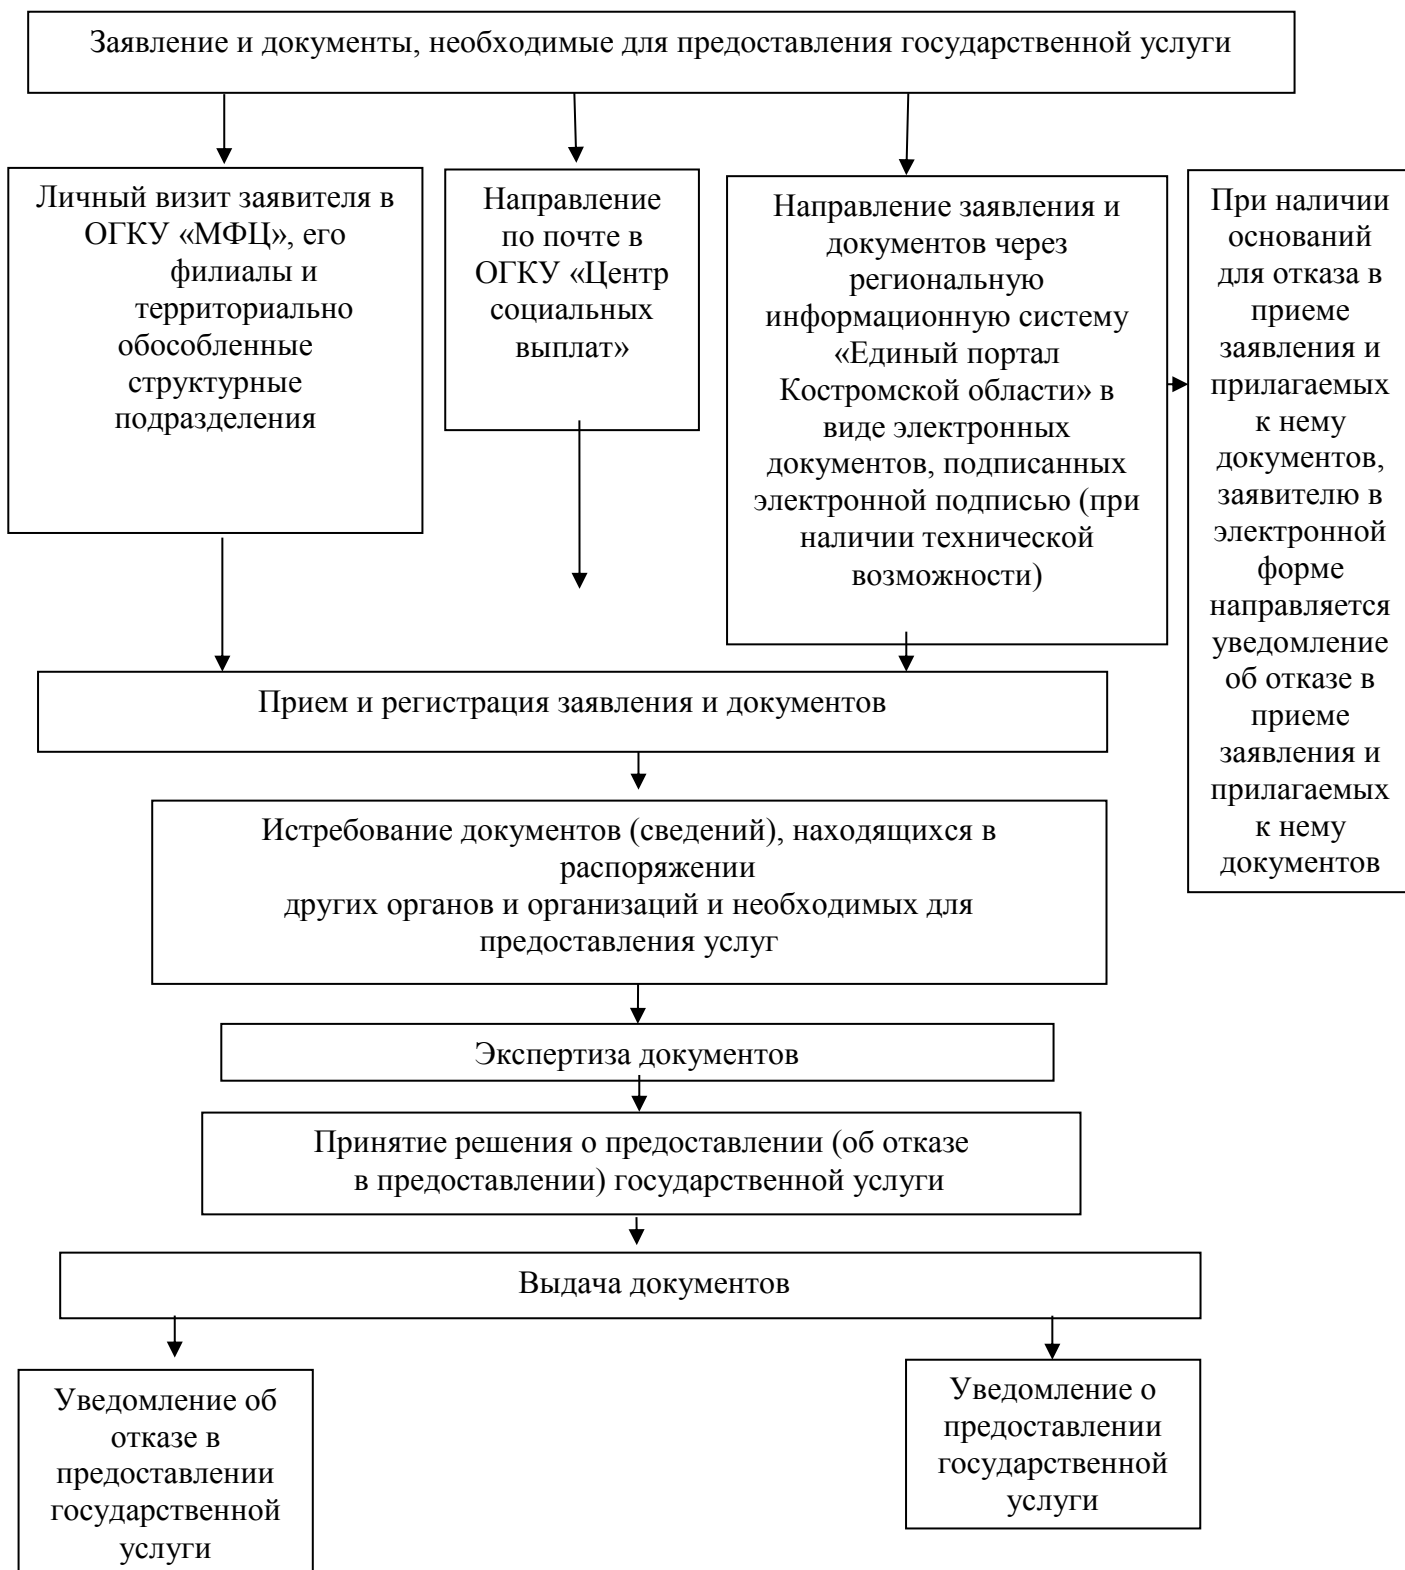 Заявление и документы, необходимые для предоставления государственной услуги
Личный визит заявителя в
ОГКУ «МФЦ», его
филиалы и
территориально
обособленные
структурные
подразделения
Направление
по почте в
ОГКУ «Центр
социальных
выплат»
Направление заявления и
документов через
региональную
информационную систему
«Единый портал
Костромской области» в
виде электронных
документов, подписанных
электронной подписью (при
наличии технической
возможности)
При наличии
оснований
для отказа в
приеме
заявления и
прилагаемых
к нему
документов,
заявителю в
электронной
форме
направляется
уведомление
об отказе в
приеме
заявления и
прилагаемых
к нему
документов
Прием и регистрация заявления и документов
Истребование документов (сведений), находящихся в
распоряжении
других органов и организаций и необходимых для
предоставления услуг
Экспертиза документов
Принятие решения о предоставлении (об отказе
в предоставлении) государственной услуги
Выдача документов
Уведомление об
отказе в
предоставлении
государственной
услуги
Уведомление о
предоставлении
государственной
услуги